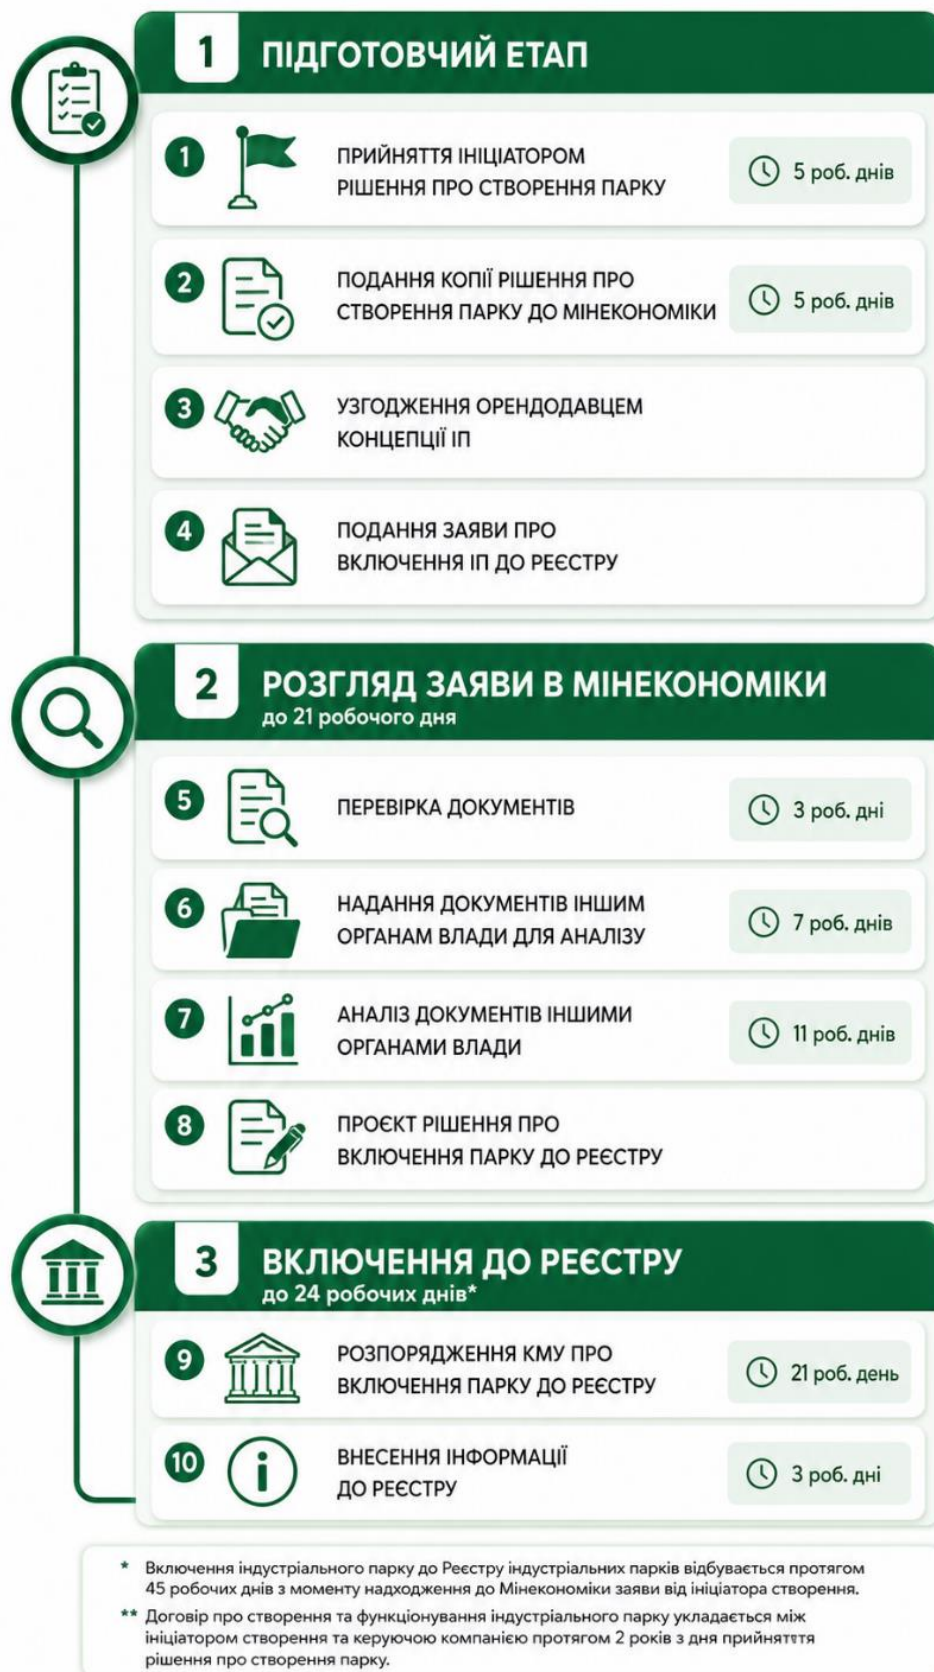 1 ПІДГОТОВЧИЙ ЕТАП
1 ПРИЙНЯТТЯ ІНІЦІАТОРОМ
РІШЕННЯ ПРО СТВОРЕННЯ ПАРКУ
5 роб. днів
2 ПОДАННЯ КОПІЇ РІШЕННЯ ПРО
СТВОРЕННЯ ПАРКУ ДО МІНЕКОНОМІКИ
5 роб. днів
3 УЗГОДЖЕННЯ ОРЕНДОДАВЦЕМ
КОНЦЕПЦІЇ ІП
4 ПОДАННЯ ЗАЯВИ ПРО
ВКЛЮЧЕННЯ ІП ДО РЕЄСТРУ
2 РОЗГЛЯД ЗАЯВИ В МІНЕКОНОМІКИ
до 21 робочого дня
5 ПЕРЕВІРКА ДОКУМЕНТІВ
3 роб. дні
6 НАДАННЯ ДОКУМЕНТІВ ІНШИМ
ОРГАНАМ ВЛАДИ ДЛЯ АНАЛІЗУ
7 роб. днів
7 АНАЛІЗ ДОКУМЕНТІВ ІНШИМИ
ОРГАНАМИ ВЛАДИ
11 роб. днів
8 ПРОЄКТ РІШЕННЯ ПРО
ВКЛЮЧЕННЯ ПАРКУ ДО РЕЄСТРУ
3 ВКЛЮЧЕННЯ ДО РЕЄСТРУ
до 24 робочих днів*
9 РОЗПОРЯДЖЕННЯ КМУ ПРО
ВКЛЮЧЕННЯ ПАРКУ ДО РЕЄСТРУ
21 роб. день
10 ВНЕСЕННЯ ІНФОРМАЦІЇ
ДО РЕЄСТРУ
3 роб. дні
* Включення індустріального парку до Реєстру індустріальних парків відбувається протягом
45 робочих днів з моменту надходження до Мінекономіки заяви від ініціатора створення.
** Договір про створення та функціонування індустріального парку укладається між
ініціатором створення та керуючою компанією протягом 2 років з дня прийняття
рішення про створення парку.